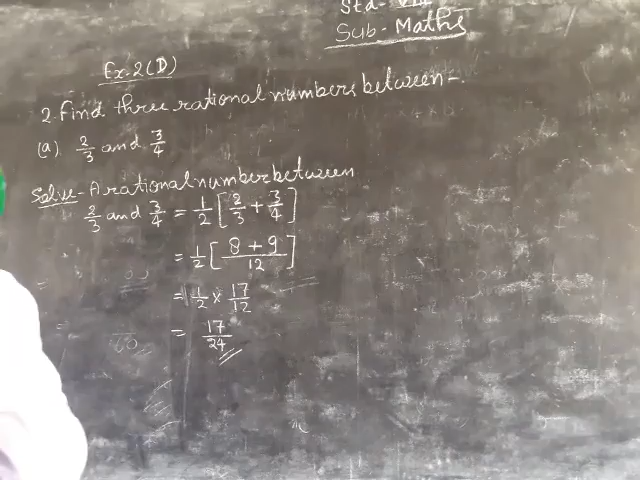 Std - VIII
Sub - Maths
Ex. 2(D)
2. Find three rational numbers between -
(a) 2/3 and 3/4
Solve - A rational number between
2/3 and 3/4 = 1/2 [2/3 + 3/4]
= 1/2 [8 + 9 / 12]
= 1/2 × 17/12
= 17/24